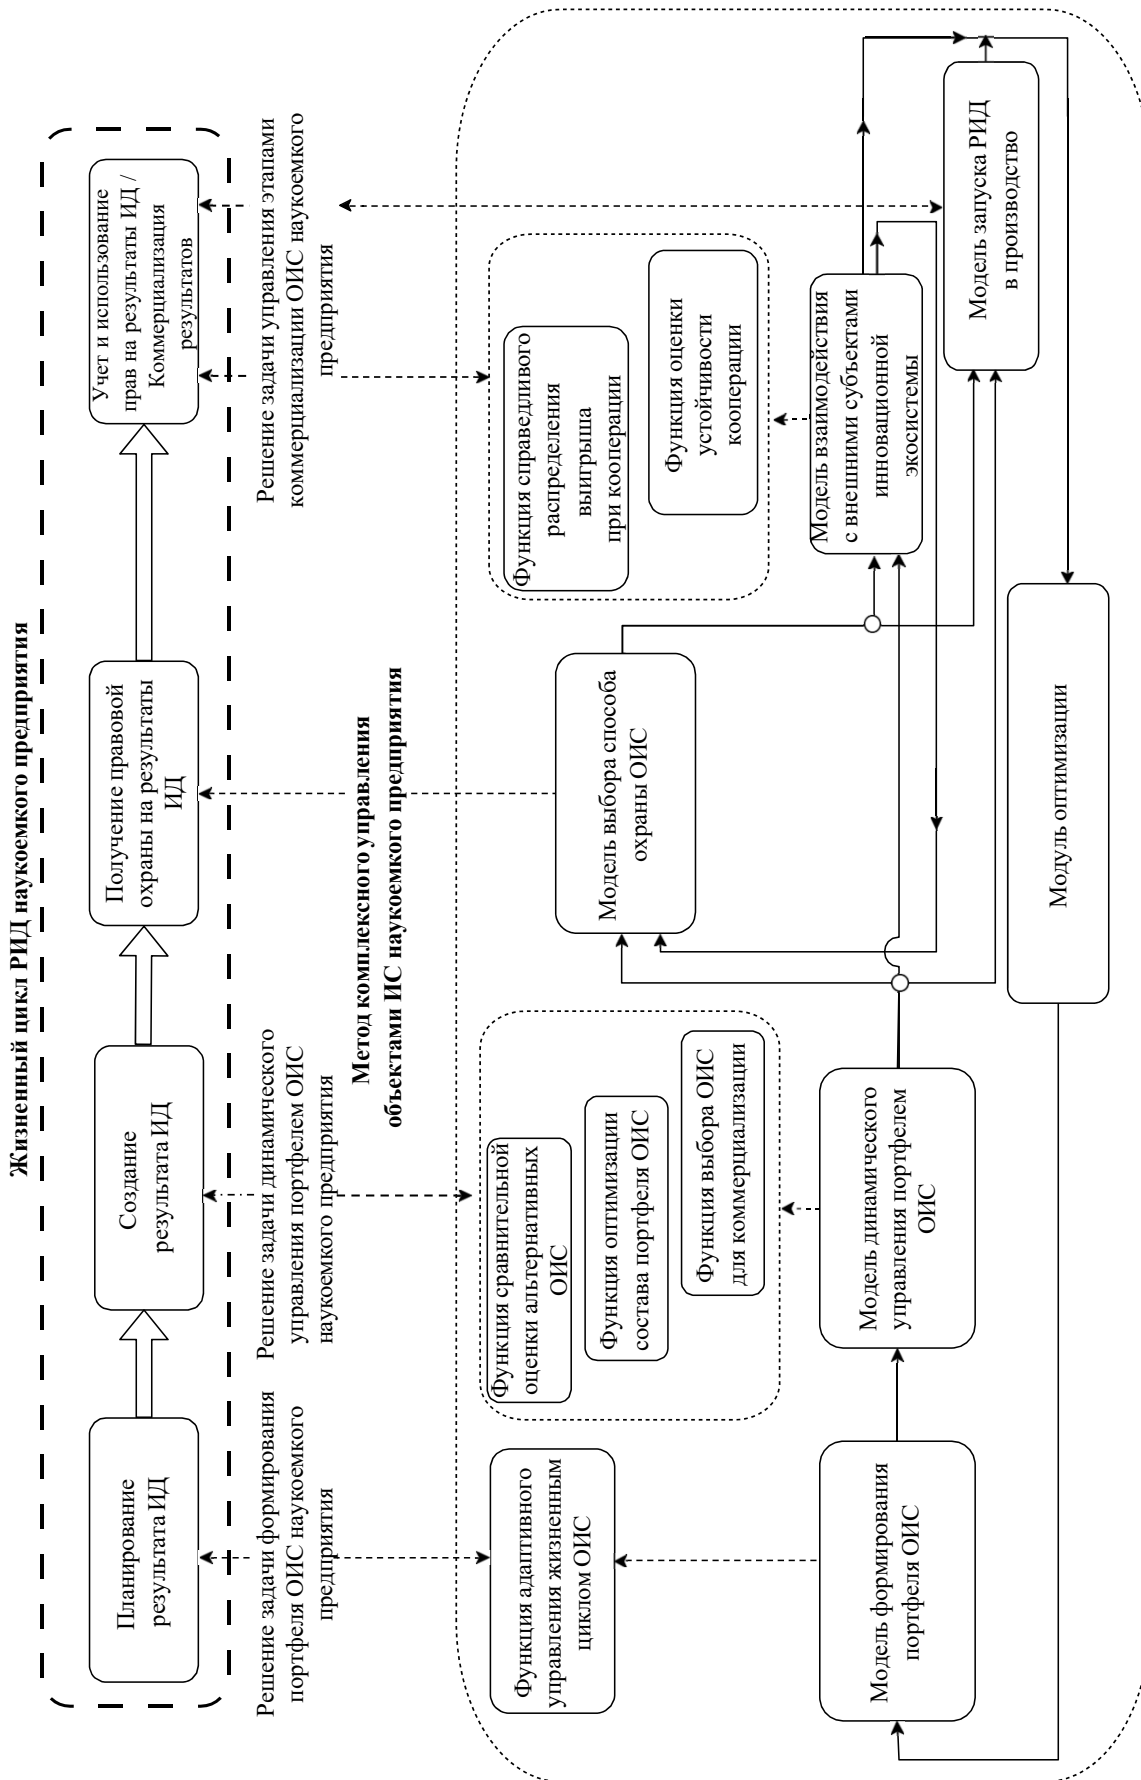 Жизненный цикл РИД наукоемкого предприятия
Планирование
результата ИД
Создание
результата ИД
Получение правовой
охраны на результаты
ИД
Учет и использование
прав на результаты ИД /
Коммерциализация
результатов
Решение задачи формирования
портфеля ОИС наукоемкого
предприятия
Решение задачи динамического
управления портфелем ОИС
наукоемкого предприятия
Решение задачи управления этапами
коммерциализации ОИС наукоемкого
предприятия
Метод комплексного управления
объектами ИС наукоемкого предприятия
Функция адаптивного
управления жизненным
циклом ОИС
Функция сравнительной
оценки альтернативных
ОИС
Функция оптимизации
состава портфеля ОИС
Функция выбора ОИС
для коммерциализации
Модель выбора способа
охраны ОИС
Функция справедливого
распределения
выигрыша
при кооперации
Функция оценки
устойчивости
кооперации
Модель формирования
портфеля ОИС
Модель динамического
управления портфелем
ОИС
Модель взаимодействия
с внешними субъектами
инновационной
экосистемы
Модель запуска РИД
в производство
Модуль оптимизации